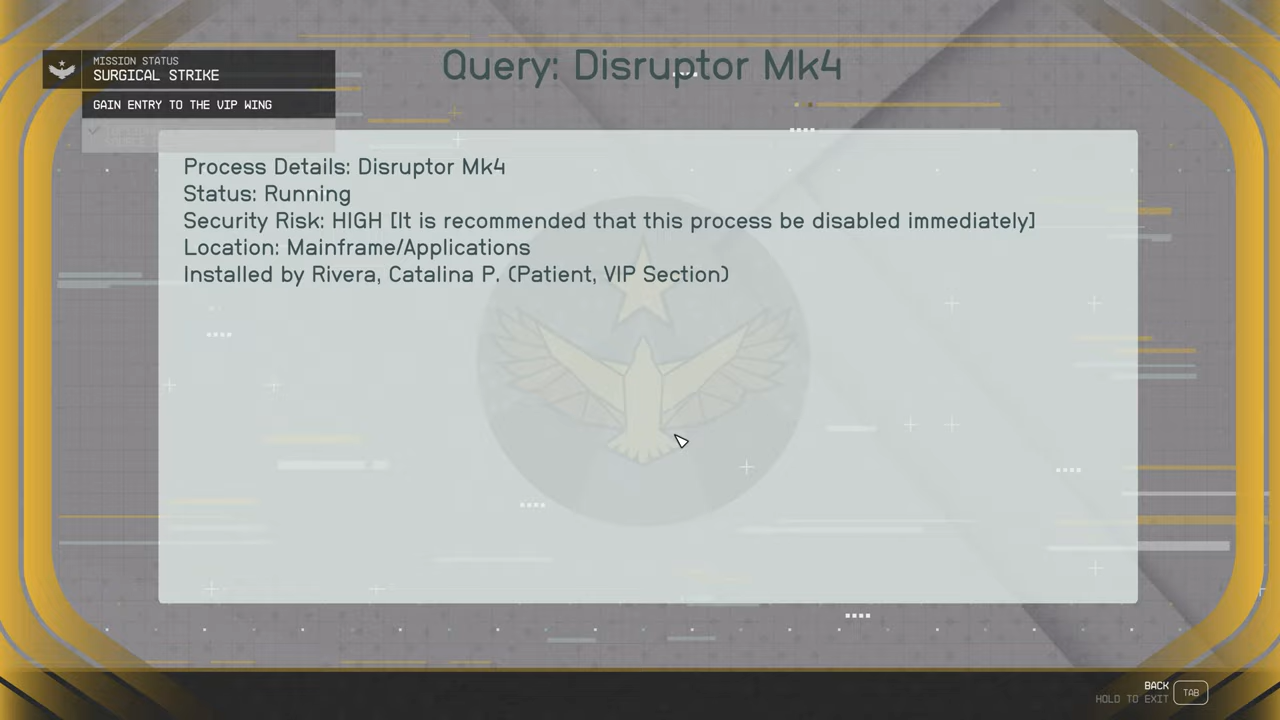 MISSION STATUS
SURGICAL STRIKE
GAIN ENTRY TO THE VIP WING
Query: Disruptor Mk4
Process Details: Disruptor Mk4
Status: Running
Security Risk: HIGH [It is recommended that this process be disabled immediately]
Location: Mainframe/Applications
Installed by Rivera, Catalina P. (Patient, VIP Section)
BACK
HOLD TO EXIT
TAB